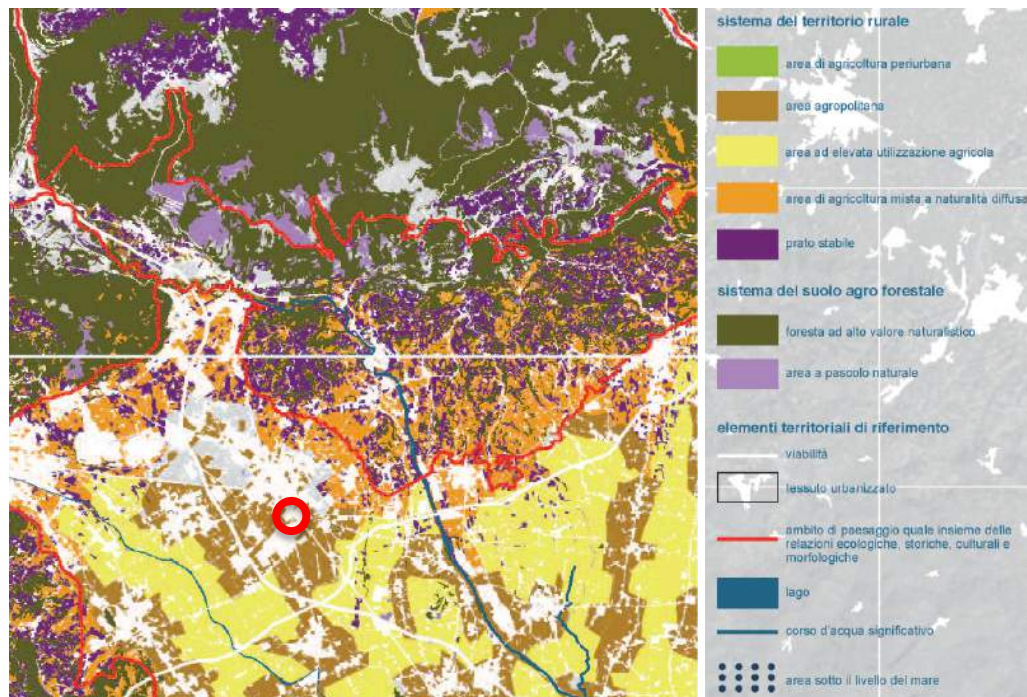 sistema del territorio rurale
area di agricoltura periurbana
area agropolitana
area ad elevata utilizzazione agricola
area di agricoltura mista a naturalità diffusa
prato stabile
sistema del suolo agro forestale
foresta ad alto valore naturalistico
area a pascolo naturale
elementi territoriali di riferimento
viabilità
tessuto urbanizzato
ambito di paesaggio quale insieme delle
relazioni ecologiche, storiche, culturali e
morfologiche
lago
corso d'acqua significativo
area sotto il livello del mare